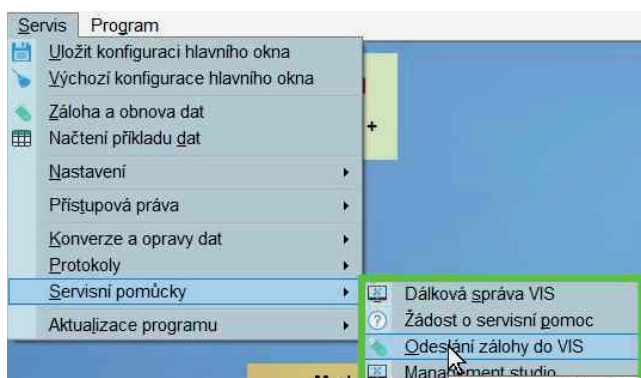 Servis Program
Uložit konfiguraci hlavního okna
Výchozí konfigurace hlavního okna
Záloha a obnova dat
+
Načtení příkladu dat
Nastavení
Přístupová práva
Konverze a opravy dat
Protokoly
Servisní pomůcky
Dálková správa VIS
Žádost o servisní pomoc
Aktualizace programu
Odeslání zálohy do VIS
Management studio